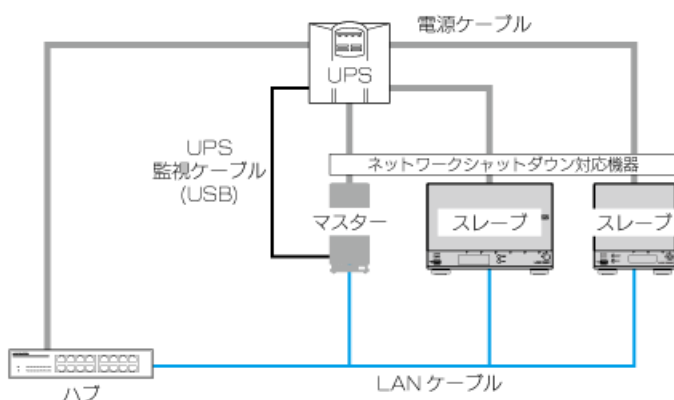 電源ケーブル
UPS
UPS
監視ケーブル
(USB)
ネットワークシャットダウン対応機器
マスター
スレーブ
スレーブ
LANケーブル
ハブ